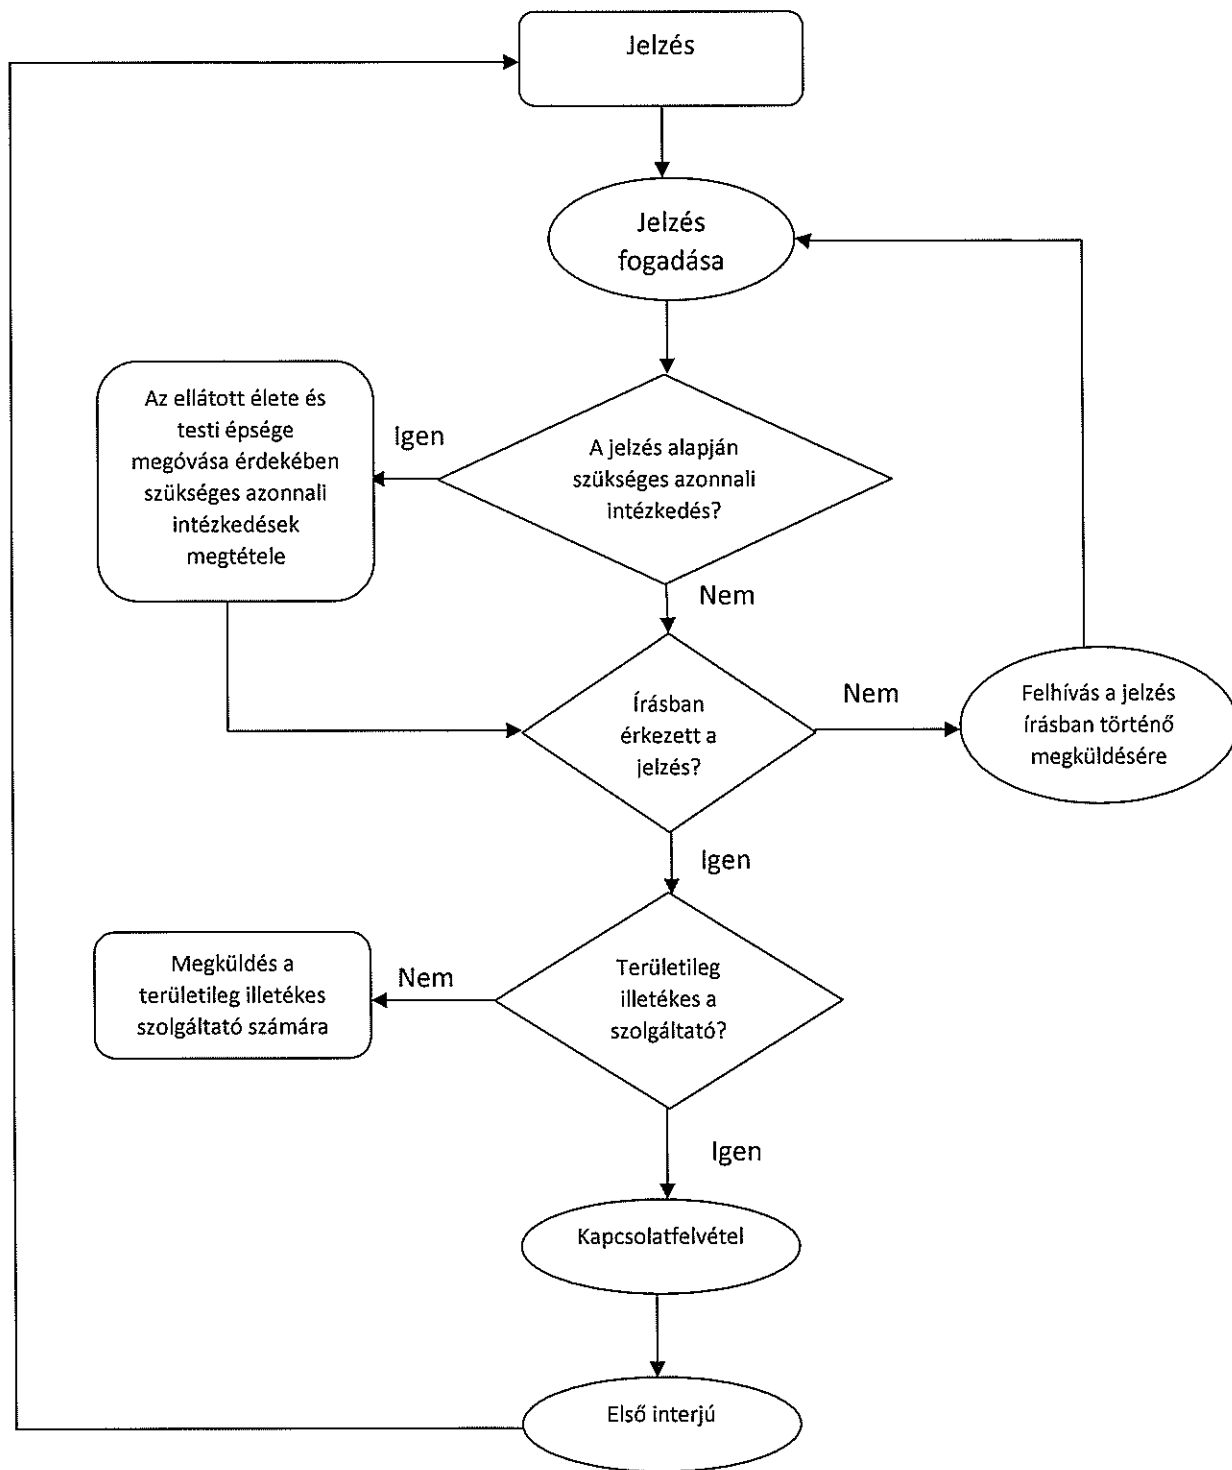 Jelzés
Jelzés
fogadása
Az ellátott élete és
testi épsége
megóvása érdekében
szükséges azonnali
intézkedések
megtétele
Igen
A jelzés alapján
szükséges azonnali
intézkedés?
Nem
Írásban
érkezett a
jelzés?
Nem
Felhívás a jelzés
írásban történő
megküldésére
Igen
Megküldés a
területileg illetékes
szolgáltató számára
Nem
Területileg
illetékes a
szolgáltató?
Igen
Kapcsolatfelvétel
Első interjú